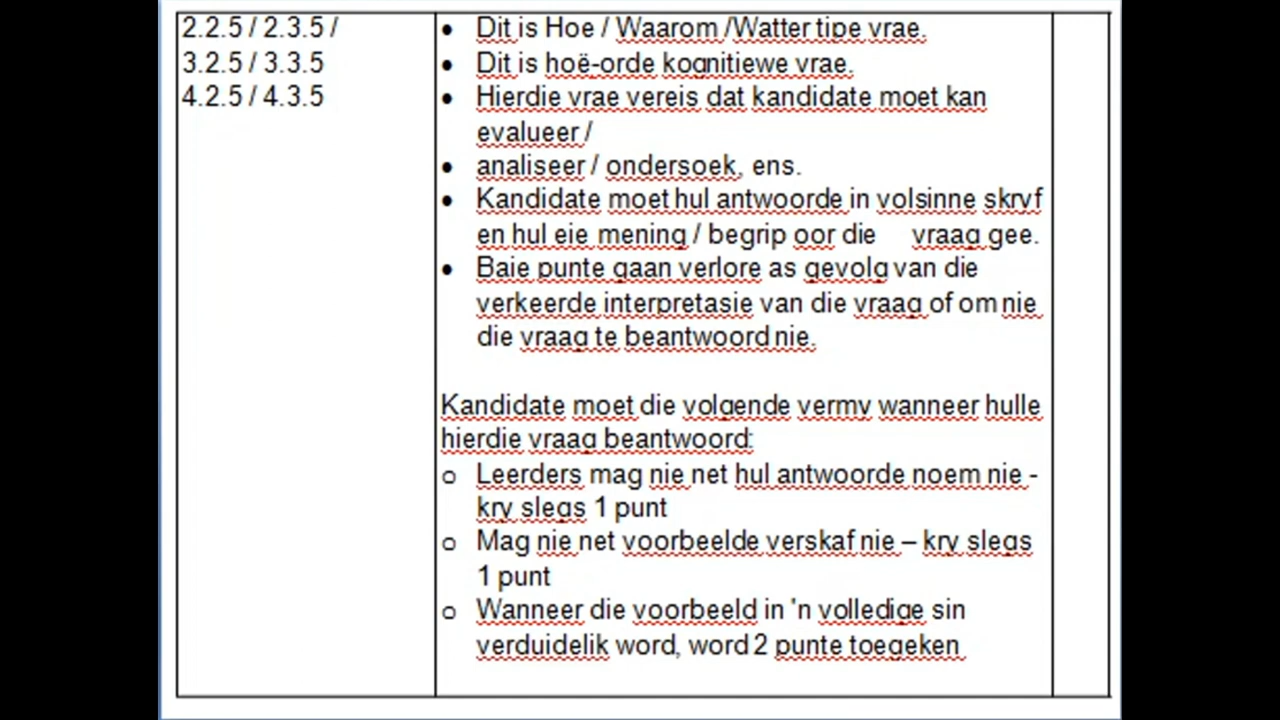 2.2.5 / 2.3.5 /
3.2.5 / 3.3.5
4.2.5 / 4.3.5
• Dit is Hoe / Waarom /Watter tipe vrae.
• Dit is hoë-orde kognitiewe vrae.
• Hierdie vrae vereis dat kandidate moet kan
evalueer /
• analiseer / ondersoek, ens.
• Kandidate moet hul antwoorde in volsinne skryf
en hul eie mening / begrip oor die vraag gee.
• Baie punte gaan verlore as gevolg van die
verkeerde interpretasie van die vraag of om nie
die vraag te beantwoord nie.
Kandidate moet die volgende vermy wanneer hulle
hierdie vraag beantwoord:
o Leerders mag nie net hul antwoorde noem nie -
kry slegs 1 punt
o Mag nie net voorbeelde verskaf nie – kry slegs
1 punt
o Wanneer die voorbeeld in 'n volledige sin
verduidelik word, word 2 punte toegeken